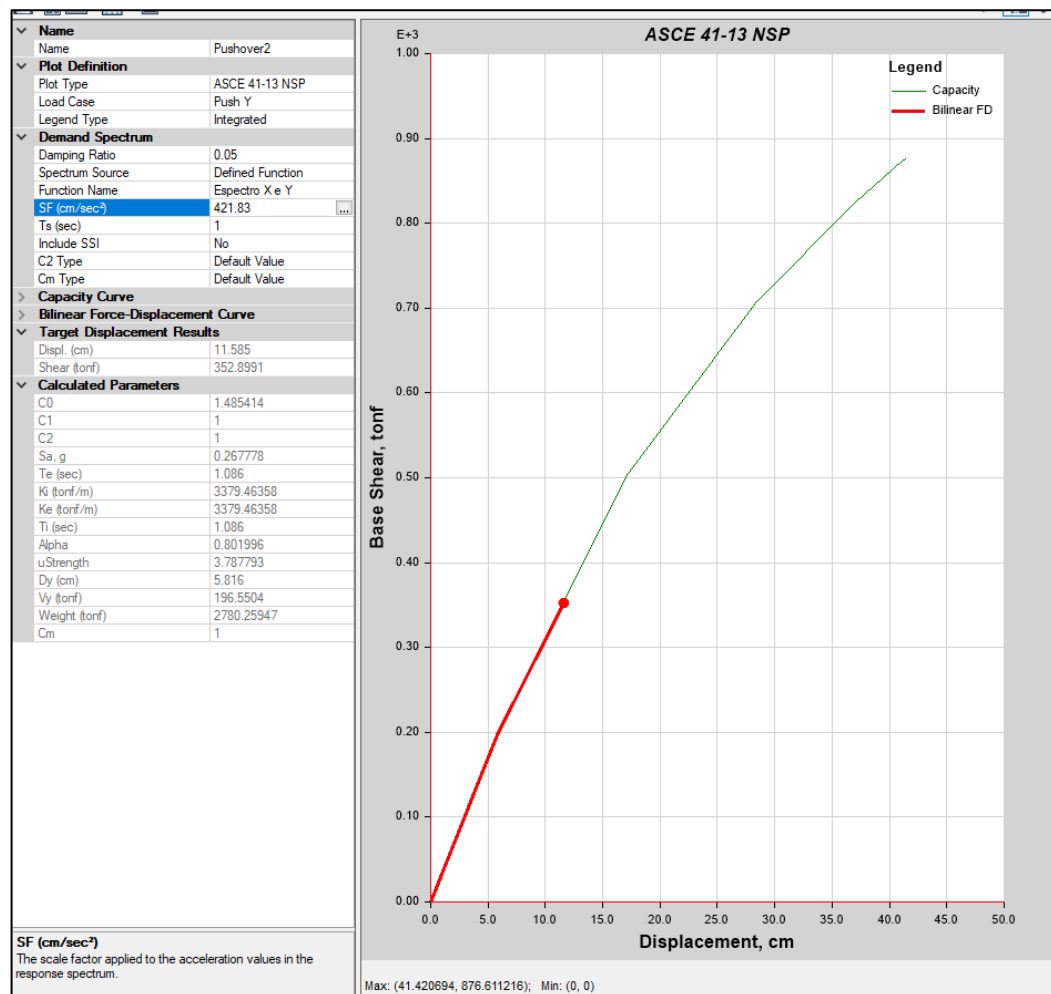 Name
Name Pushover2
Plot Definition
Plot Type ASCE 41-13 NSP
Load Case Push Y
Legend Type Integrated
Demand Spectrum
Damping Ratio 0.05
Spectrum Source Defined Function
Function Name Espectro X e Y
SF (cm/sec²) 421.83 ...
Ts (sec) 1
Include SSI No
C2 Type Default Value
Cm Type Default Value
Capacity Curve
Bilinear Force-Displacement Curve
Target Displacement Results
Displ. (cm) 11.585
Shear (tonf) 352.8991
Calculated Parameters
C0 1.485414
C1 1
C2 1
Sa, g 0.267778
Te (sec) 1.086
Ki (tonf/m) 3379.46358
Ke (tonf/m) 3379.46358
Ti (sec) 1.086
Alpha 0.801996
uStrength 3.787793
Dy (cm) 5.816
Vy (tonf) 196.5504
Weight (tonf) 2780.25947
Cm 1
SF (cm/sec²)
The scale factor applied to the acceleration values in the
response spectrum.
E+3
ASCE 41-13 NSP
Legend
Capacity
Bilinear FD
1.00
0.90
0.80
0.70
0.60
0.50
0.40
0.30
0.20
0.10
0.00
Base Shear, tonf
0.0 5.0 10.0 15.0 20.0 25.0 30.0 35.0 40.0 45.0 50.0
Displacement, cm
Max: (41.420694, 876.611216); Min: (0, 0)